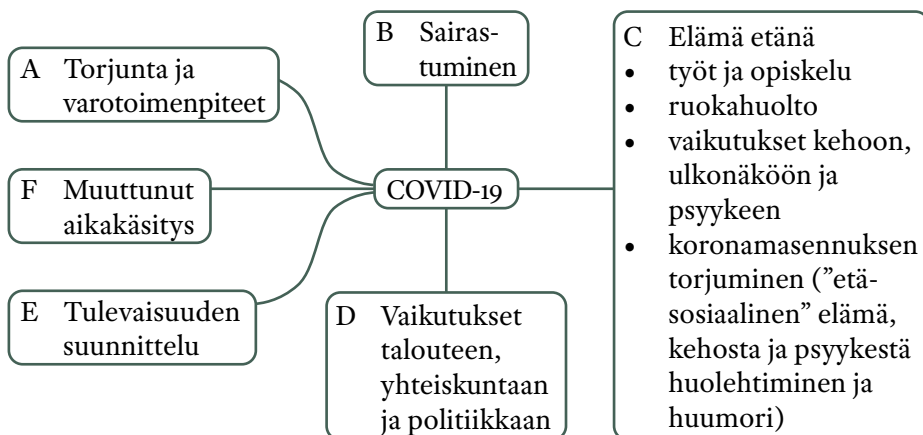 A Torjunta ja
varotoimenpiteet
B Sairas-
tuminen
C Elämä etänä
• työt ja opiskelu
• ruokahuolto
• vaikutukset kehoon,
ulkonäköön ja
psyykeen
• koronamasennuksen
torjuminen (”etä-
sosiaalinen” elämä,
kehosta ja psyykestä
huolehtiminen ja
huumori)
COVID-19
F Muuttunut
aikakäsitys
E Tulevaisuuden
suunnittelu
D Vaikutukset
talouteen,
yhteiskuntaan
ja politiikkaan